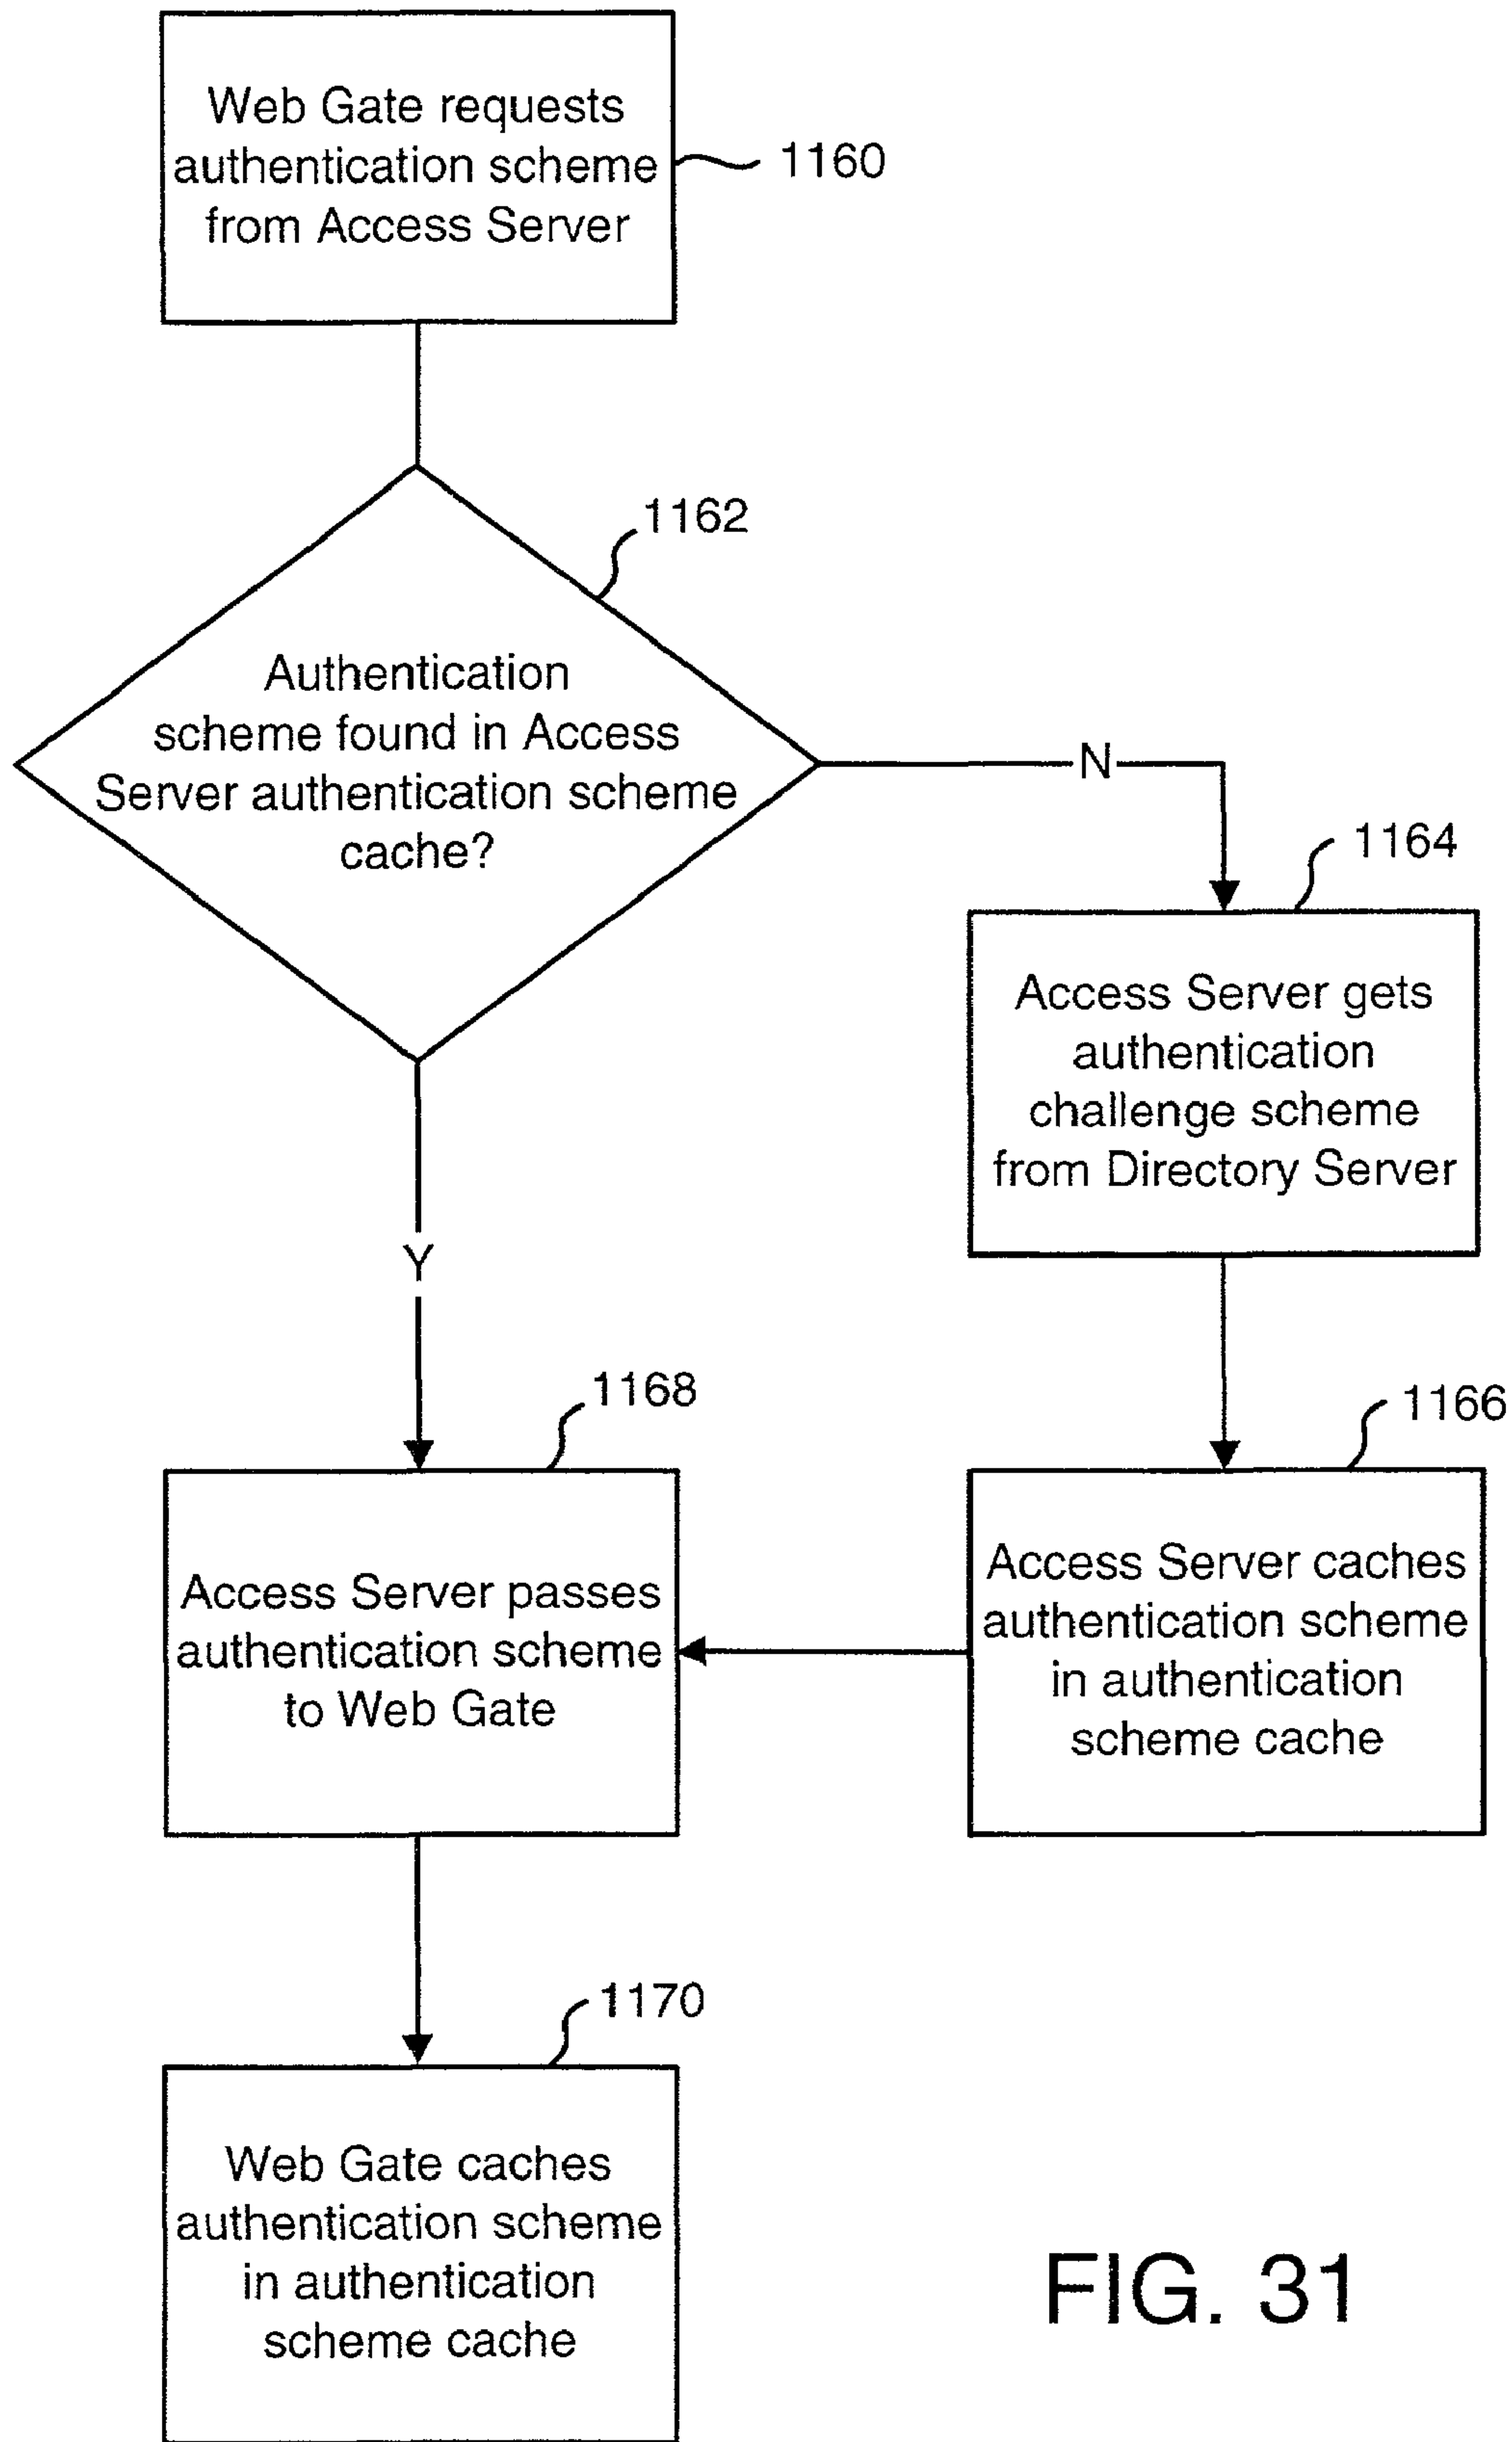 Web Gate requests
authentication scheme
from Access Server
1160
1162
Authentication
scheme found in Access
Server authentication scheme
cache?
N
1164
Access Server gets
authentication
challenge scheme
from Directory Server
Y
1168
1166
Access Server passes
authentication scheme
to Web Gate
Access Server caches
authentication scheme
in authentication
scheme cache
1170
Web Gate caches
authentication scheme
in authentication
scheme cache
FIG. 31